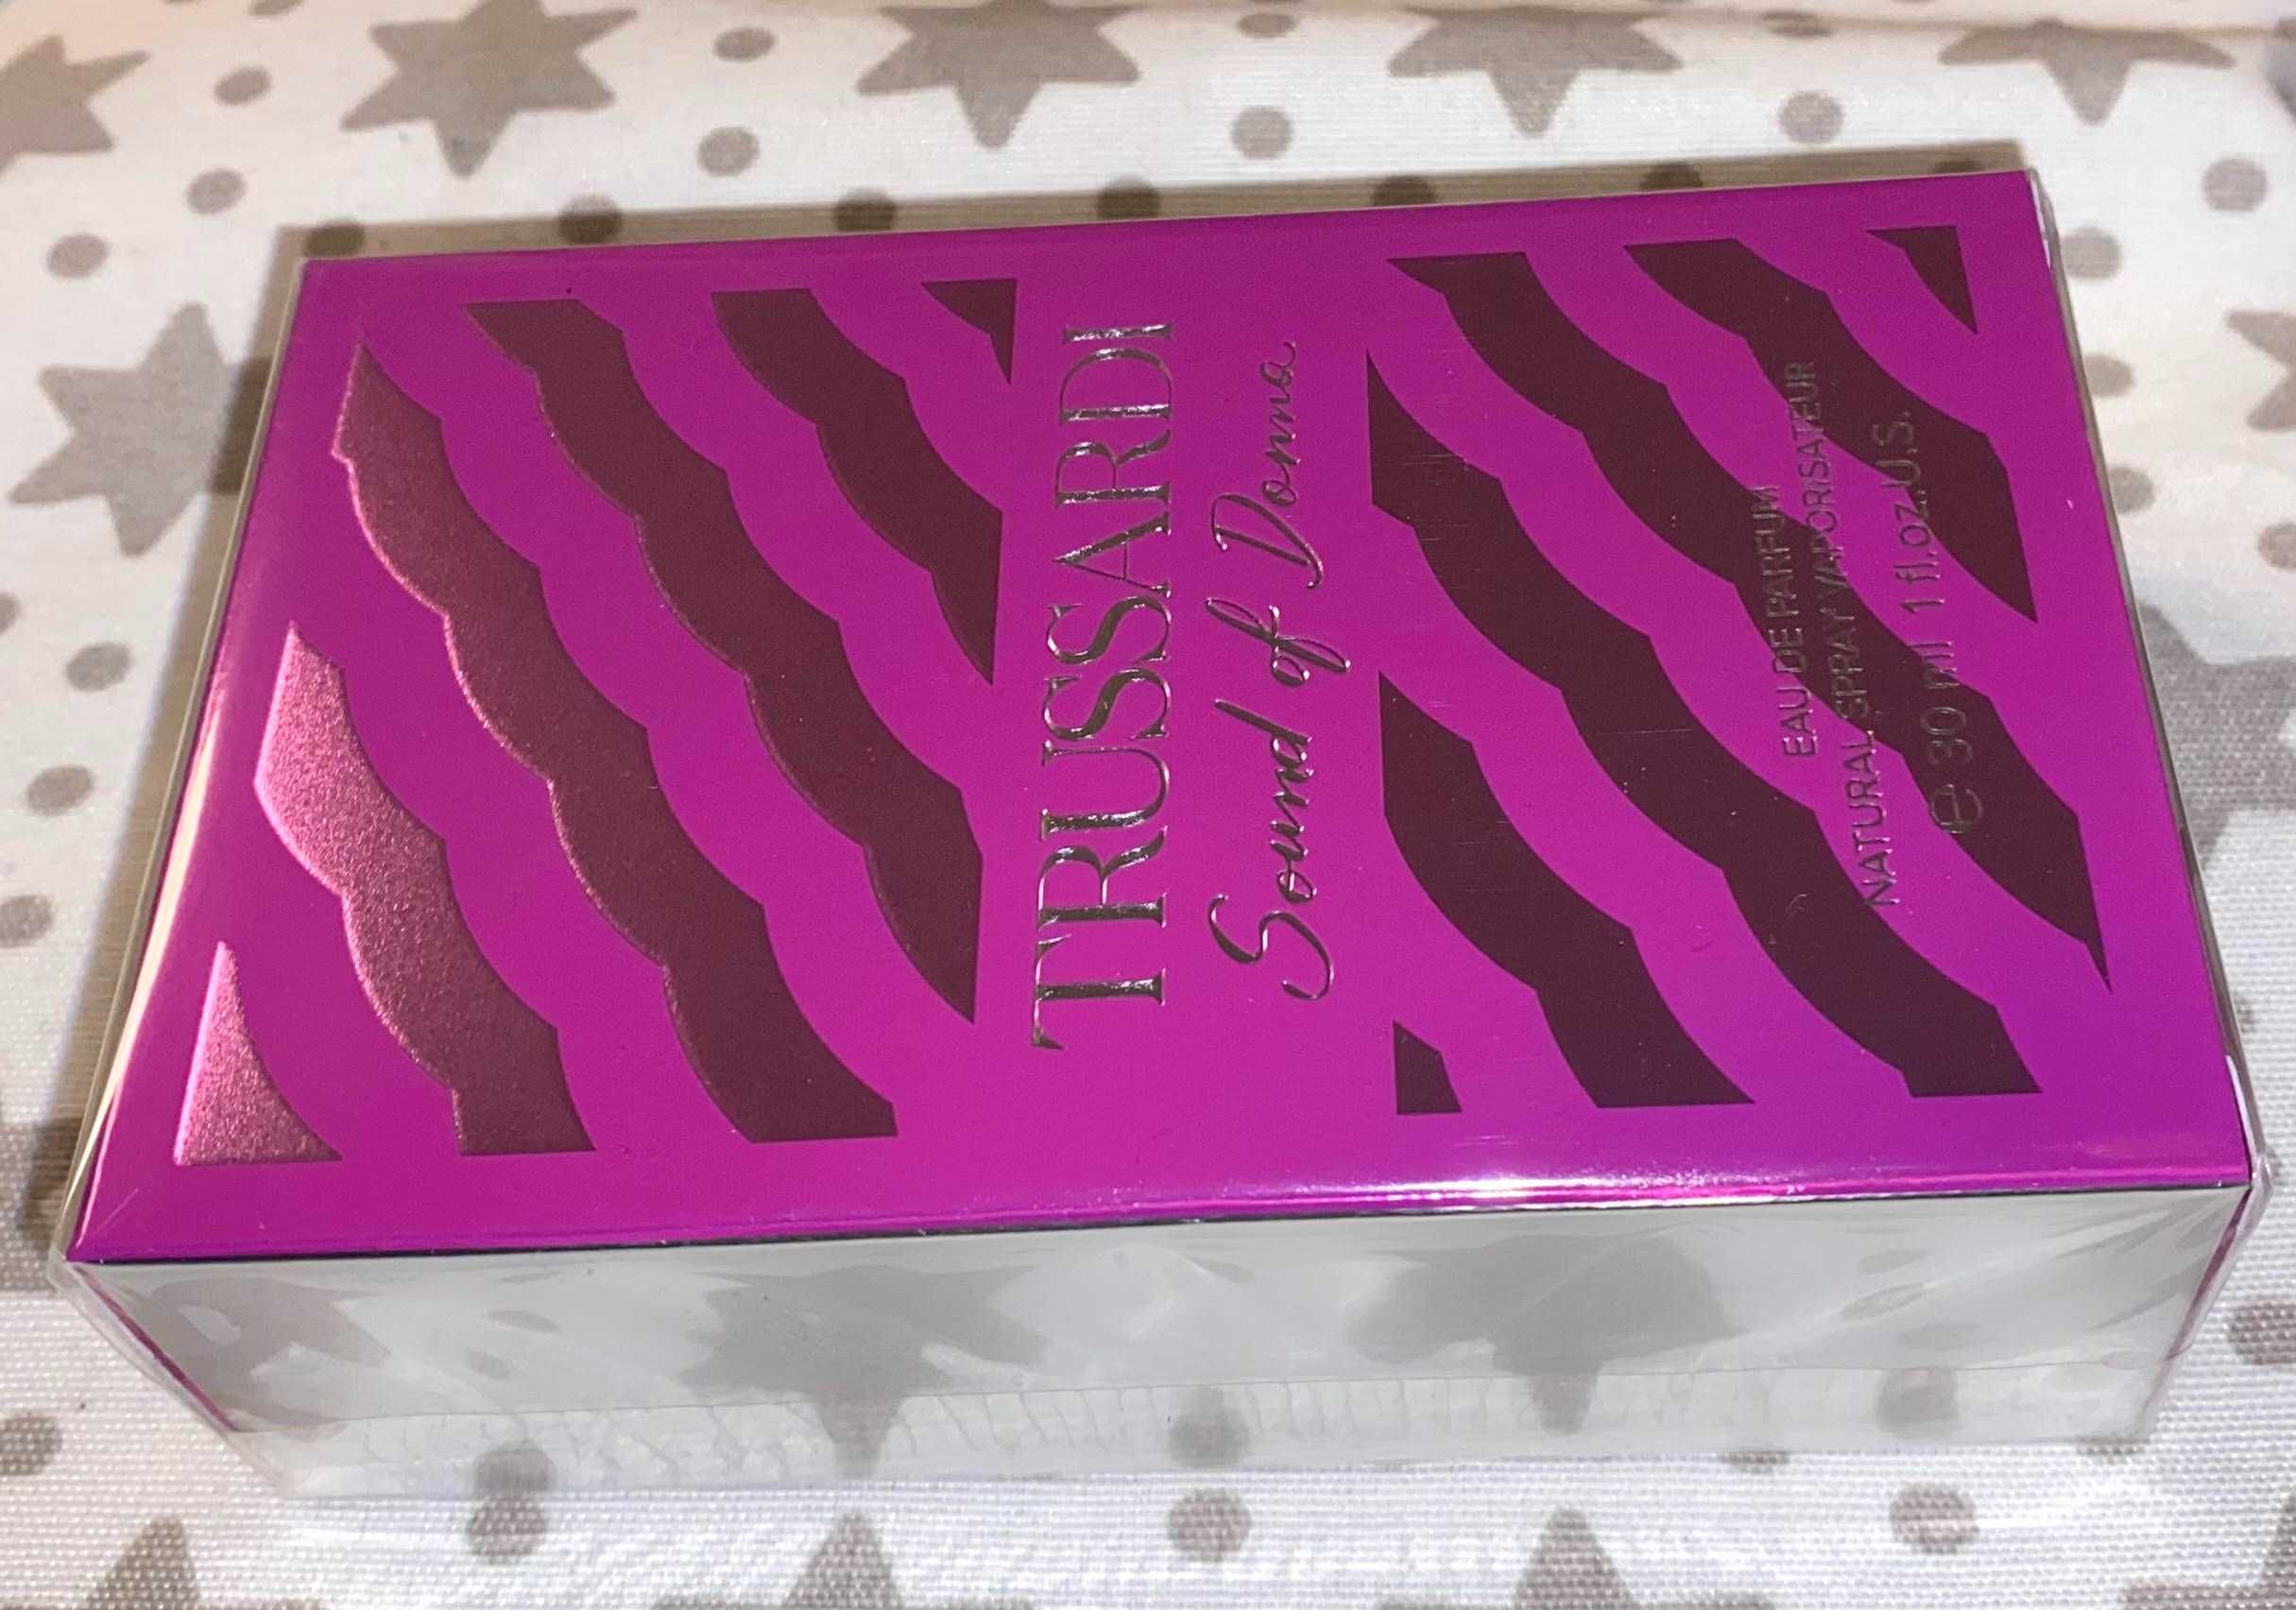 TRUSSARDI
Sound of Donna
EAU DE PARFUM
NATURAL SPRAY VAPORISATEUR
℮ 30 ml 1 fl.oz.U.S.